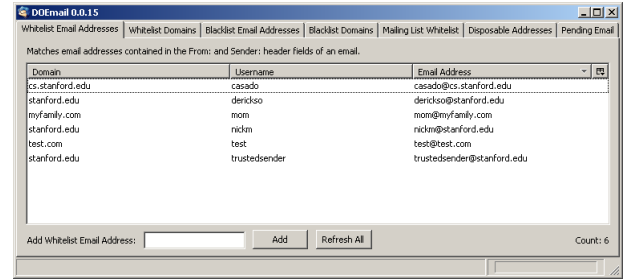 DOEmail 0.0.15
Whitelist Email Addresses Whitelist Domains Blacklist Email Addresses Blacklist Domains Mailing List Whitelist Disposable Addresses Pending Email
Matches email addresses contained in the From: and Sender: header fields of an email.
Domain Username Email Address
cs.stanford.edu casado casado@cs.stanford.edu
stanford.edu derickso derickso@stanford.edu
myfamily.com mom mom@myfamily.com
stanford.edu nickm nickm@stanford.edu
test.com test test@test.com
stanford.edu trustedsender trustedsender@stanford.edu
Add Whitelist Email Address: Add Refresh All Count: 6